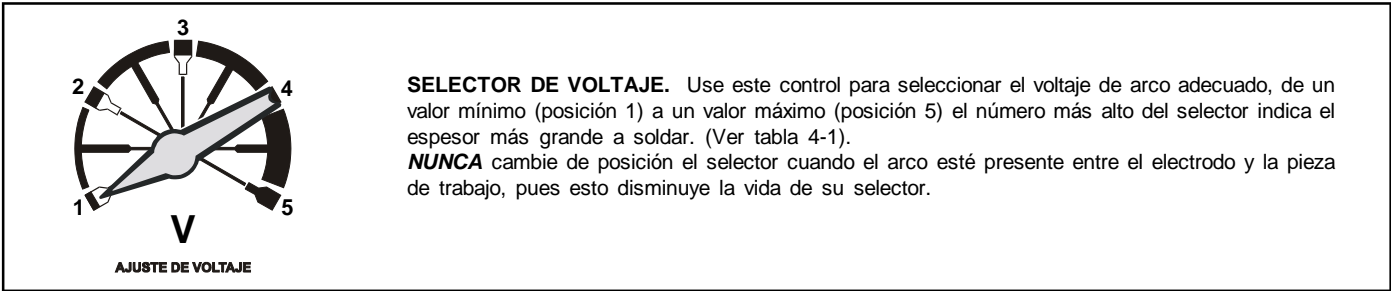 3
2
4
1
5
V
AJUSTE DE VOLTAJE
SELECTOR DE VOLTAJE. Use este control para seleccionar el voltaje de arco adecuado, de un
valor mínimo (posición 1) a un valor máximo (posición 5) el número más alto del selector indica el
espesor más grande a soldar. (Ver tabla 4-1).
NUNCA cambie de posición el selector cuando el arco esté presente entre el electrodo y la pieza
de trabajo, pues esto disminuye la vida de su selector.